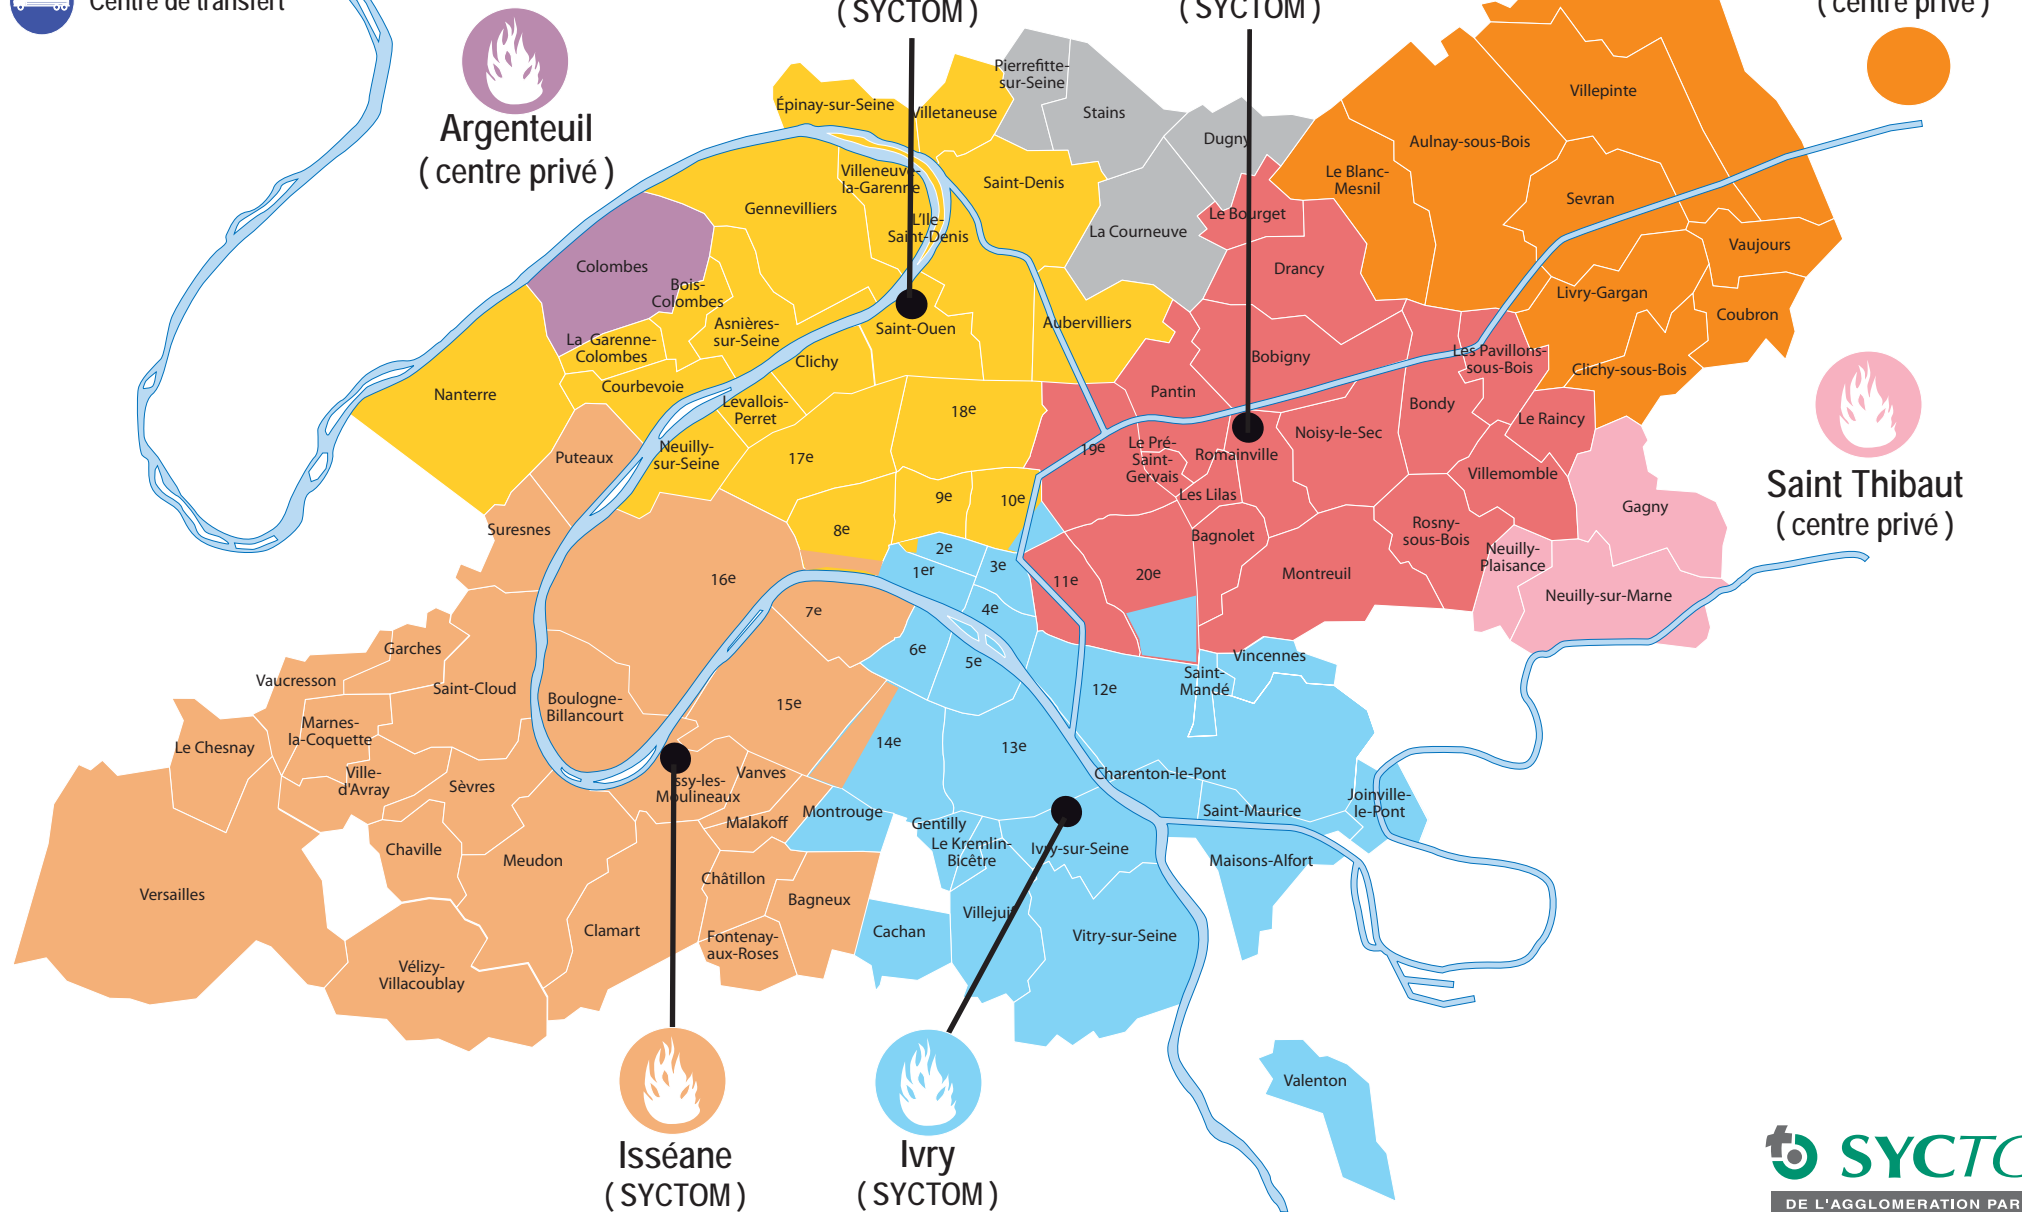 Centre de transfert
( SYCTOM )
( SYCTOM )
( centre privé )
Argenteuil
( centre privé )
Pierrefitte-
sur-Seine
Stains
Dugny
Épinay-sur-Seine
Villetaneuse
Villepinte
Aulnay-sous-Bois
Le Blanc-
Mesnil
Sevran
Vaujours
Villeneuve-
la-Garenne
Saint-Denis
Gennevilliers
L'Ile-
Saint-Denis
La Courneuve
Le Bourget
Drancy
Colombes
Bois-
Colombes
Livry-Gargan
Coubron
La Garenne-
Colombes
Asnières-
sur-Seine
Saint-Ouen
Aubervilliers
Clichy
Bobigny
Les Pavillons-
sous-Bois
Clichy-sous-Bois
Nanterre
Courbevoie
Levallois-
Perret
18e
Pantin
Bondy
Le Raincy
Puteaux
Neuilly-
sur-Seine
17e
19e
Le Pré-
Saint-
Gervais
Romainville
Noisy-le-Sec
Villemomble
Saint Thibaut
( centre privé )
Les Lilas
Suresnes
8e
9e
10e
Bagnolet
Rosny-
sous-Bois
Gagny
Neuilly-
Plaisance
Neuilly-sur-Marne
16e
2e
1er
3e
4e
11e
20e
Montreuil
7e
6e
5e
Garches
Vaucresson
Saint-Cloud
Boulogne-
Billancourt
15e
12e
Saint-
Mandé
Vincennes
Marnes-
la-Coquette
Le Chesnay
Ville-
d'Avray
Sèvres
Issy-les-
Moulineaux
Vanves
14e
13e
Charenton-le-Pont
Saint-Maurice
Joinville-
le-Pont
Malakoff
Montrouge
Gentilly
Le Kremlin-
Bicêtre
Ivry-sur-Seine
Maisons-Alfort
Chaville
Meudon
Versailles
Châtillon
Bagneux
Villejuif
Clamart
Fontenay-
aux-Roses
Cachan
Vitry-sur-Seine
Vélizy-
Villacoublay
Valenton
Isséane
( SYCTOM )
Ivry
( SYCTOM )
SYCTO
DE L'AGGLOMERATION PAR